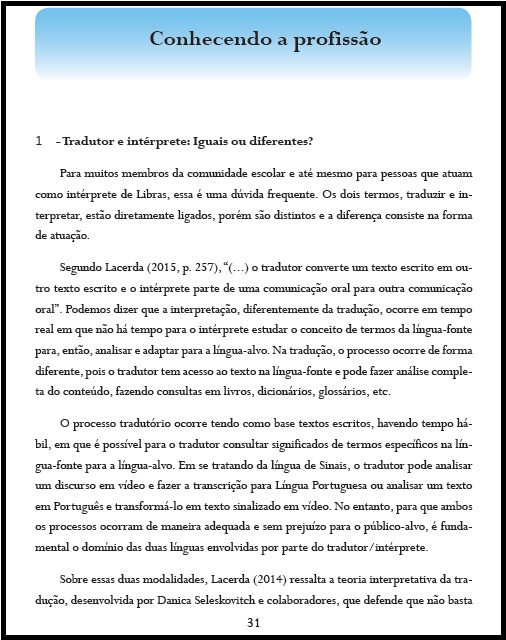 Conhecendo a profissão
1 - Tradutor e intérprete: Iguais ou diferentes?
Para muitos membros da comunidade escolar e até mesmo para pessoas que atuam
como intérprete de Libras, essa é uma dúvida frequente. Os dois termos, traduzir e in-
terpretar, estão diretamente ligados, porém são distintos e a diferença consiste na forma
de atuação.
Segundo Lacerda (2015, p. 257), “(…) o tradutor converte um texto escrito em ou-
tro texto escrito e o intérprete parte de uma comunicação oral para outra comunicação
oral”. Podemos dizer que a interpretação, diferentemente da tradução, ocorre em tempo
real em que não há tempo para o intérprete estudar o conceito de termos da língua-fonte
para, então, analisar e adaptar para a língua-alvo. Na tradução, o processo ocorre de forma
diferente, pois o tradutor tem acesso ao texto na língua-fonte e pode fazer análise comple-
ta do conteúdo, fazendo consultas em livros, dicionários, glossários, etc.
O processo tradutório ocorre tendo como base textos escritos, havendo tempo há-
bil, em que é possível para o tradutor consultar significados de termos específicos na lín-
gua-fonte para a língua-alvo. Em se tratando da língua de Sinais, o tradutor pode analisar
um discurso em vídeo e fazer a transcrição para Língua Portuguesa ou analisar um texto
em Português e transformá-lo em texto sinalizado em vídeo. No entanto, para que ambos
os processos ocorram de maneira adequada e sem prejuízo para o público-alvo, é funda-
mental o domínio das duas línguas envolvidas por parte do tradutor/intérprete.
Sobre essas duas modalidades, Lacerda (2014) ressalta a teoria interpretativa da tra-
dução, desenvolvida por Danica Seleskovitch e colaboradores, que defende que não basta
31